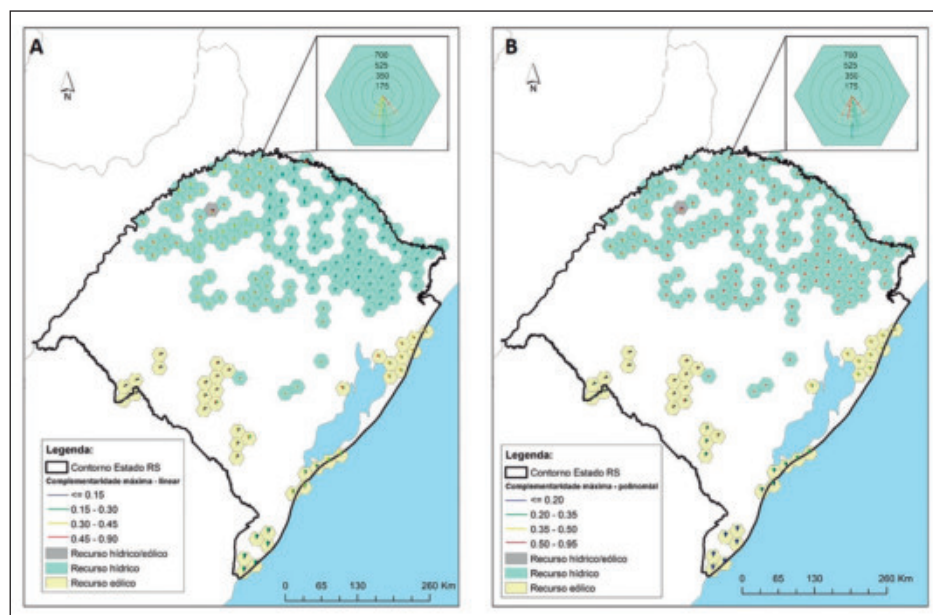 A
700
525
350
175
N
Legenda:
Contorno Estado RS
Complementaridade máxima - linear
<= 0.15
0.15 - 0.30
0.30 - 0.45
0.45 - 0.90
Recurso hídrico/eólico
Recurso hídrico
Recurso eólico
0 65 130 260 Km
B
700
525
350
175
N
Legenda:
Contorno Estado RS
Complementaridade máxima - polinomial
<= 0.20
0.20 - 0.35
0.35 - 0.50
0.50 - 0.95
Recurso hídrico/eólico
Recurso hídrico
Recurso eólico
0 65 130 260 Km